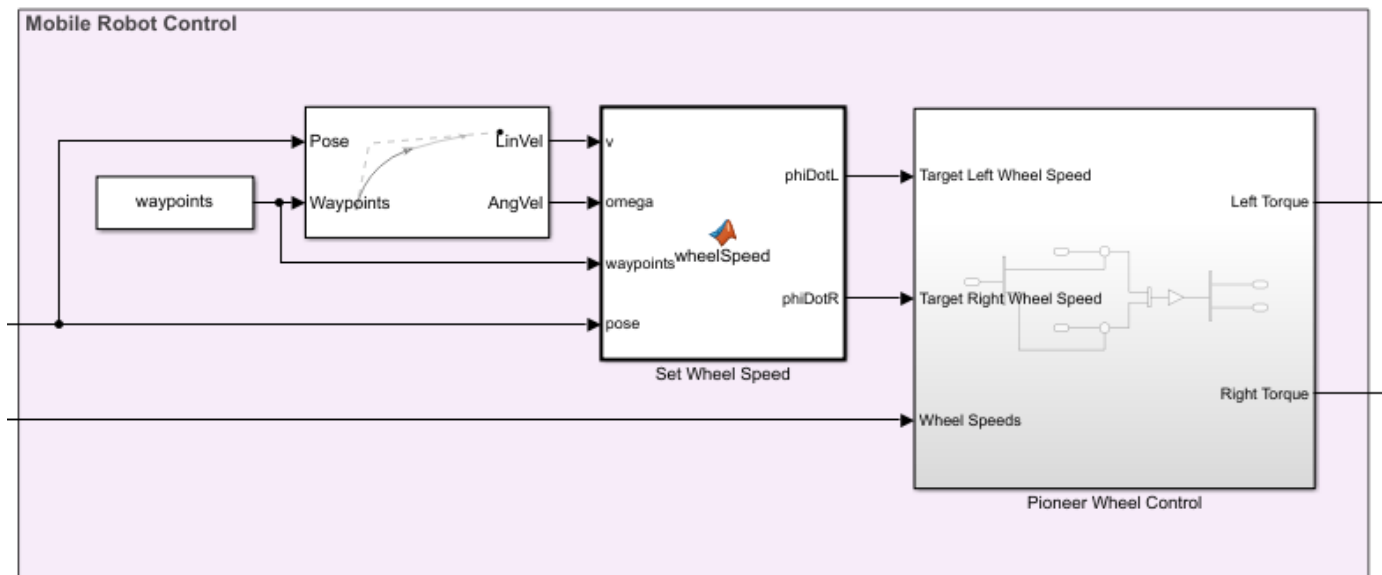 Mobile Robot Control
Pose
LinVel
waypoints
Waypoints
AngVel
v
omega
waypoints
pose
wheelSpeed
phiDotL
phiDotR
Set Wheel Speed
Target Left Wheel Speed
Target Right Wheel Speed
Wheel Speeds
Left Torque
Right Torque
Pioneer Wheel Control